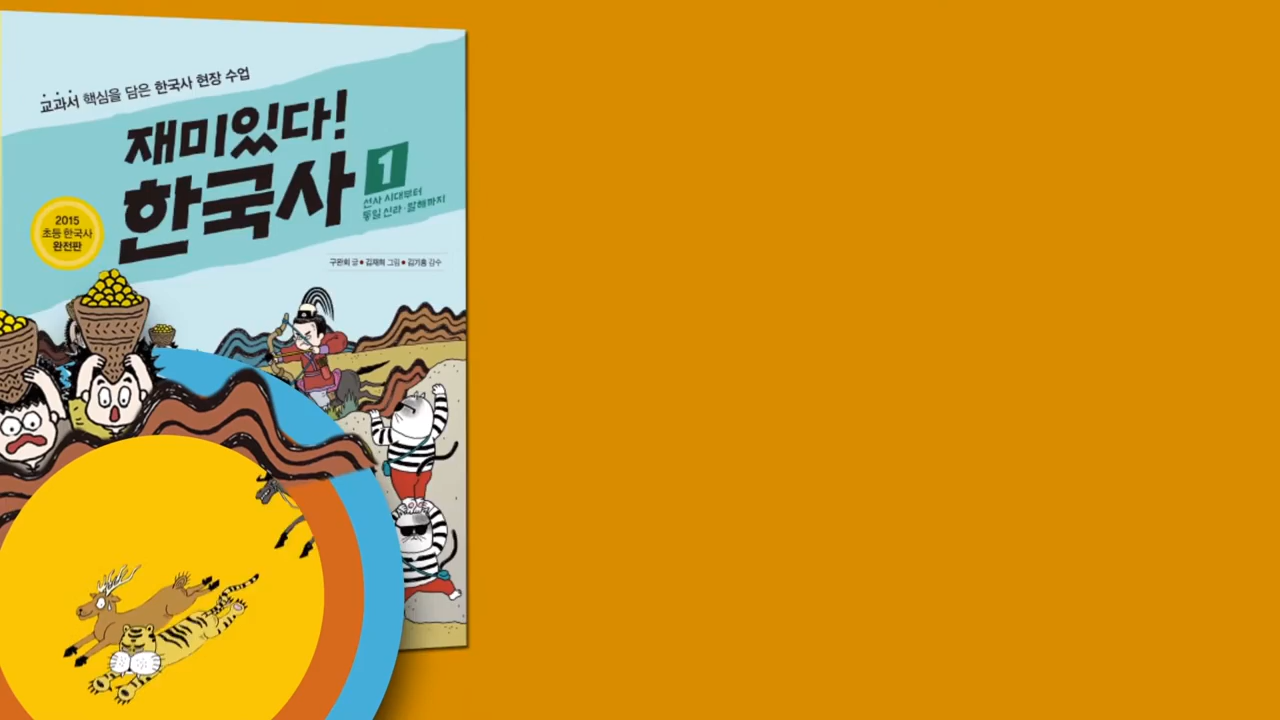 교과서 핵심을 담은 한국사 현장 수업
재미있다!
한국사
1
선사 시대부터
통일 신라·발해까지
2015
초등 한국사
완전판
구완회 글 ● 김재희 그림 ● 김기흥 감수